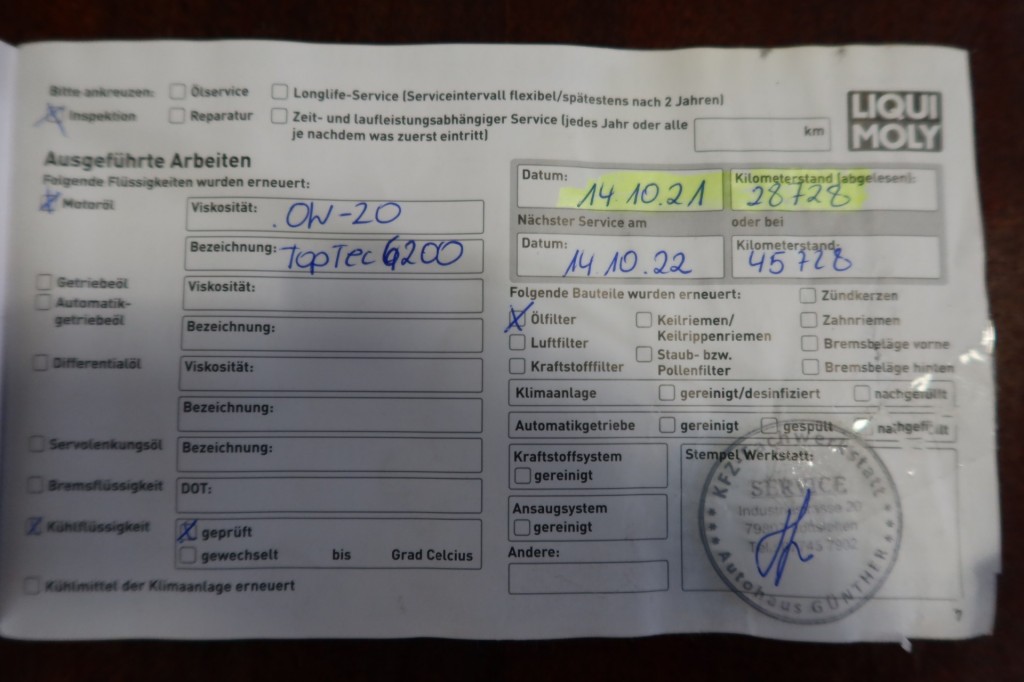 Bitte ankreuzen: Ölservice Longlife-Service (Serviceintervall flexibel/spätestens nach 2 Jahren)
Inspektion Reparatur Zeit- und laufleistungsabhängiger Service (jedes Jahr oder alle km
je nachdem was zuerst eintritt)
LIQUI
MOLY
Ausgeführte Arbeiten
Folgende Flüssigkeiten wurden erneuert:
Motoröl Viskosität: 0W-20
Bezeichnung: TopTec 6200
Getriebeöl Viskosität:
Automatik-
getriebeöl
Bezeichnung:
Differentialöl Viskosität:
Bezeichnung:
Servolenkungsöl Bezeichnung:
Bremsflüssigkeit DOT:
Kühlflüssigkeit geprüft
gewechselt bis Grad Celcius
Kühlmittel der Klimaanlage erneuert
Datum: 14 10.21 Kilometerstand (abgelesen): 28728
Nächster Service am oder bei
Datum: 14 10.22 Kilometerstand: 45728
Folgende Bauteile wurden erneuert: Zündkerzen
Ölfilter Keilriemen/ Zahnriemen
Keilrippenriemen
Luftfilter Staub- bzw. Bremsbeläge vorne
Kraftstofffilter Pollenfilter Bremsbeläge hinten
Klimaanlage gereinigt/desinfiziert nachgefüllt
Automatikgetriebe gereinigt gespült nachgefüllt
Kraftstoffsystem
gereinigt
Ansaugsystem
gereinigt
Andere:
Stempel Werkstatt:
SERVICE
Autohaus GÜNTHER
7